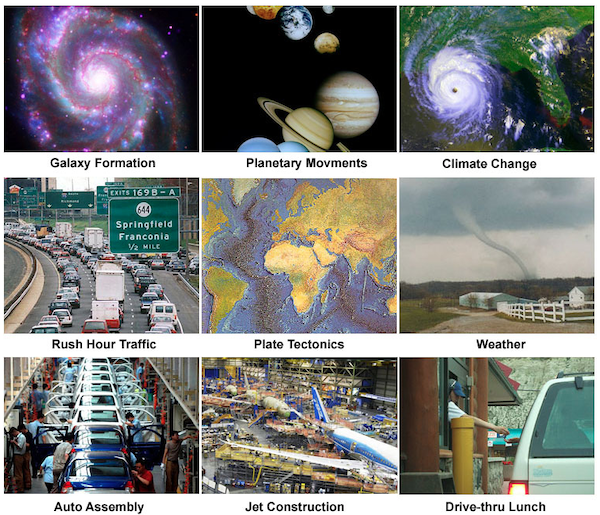 Galaxy Formation
Planetary Movments
Climate Change
EXITS 169B - A
644
Springfield
Franconia
1/2 MILE
Rush Hour Traffic
Plate Tectonics
Weather
Auto Assembly
Jet Construction
Drive-thru Lunch